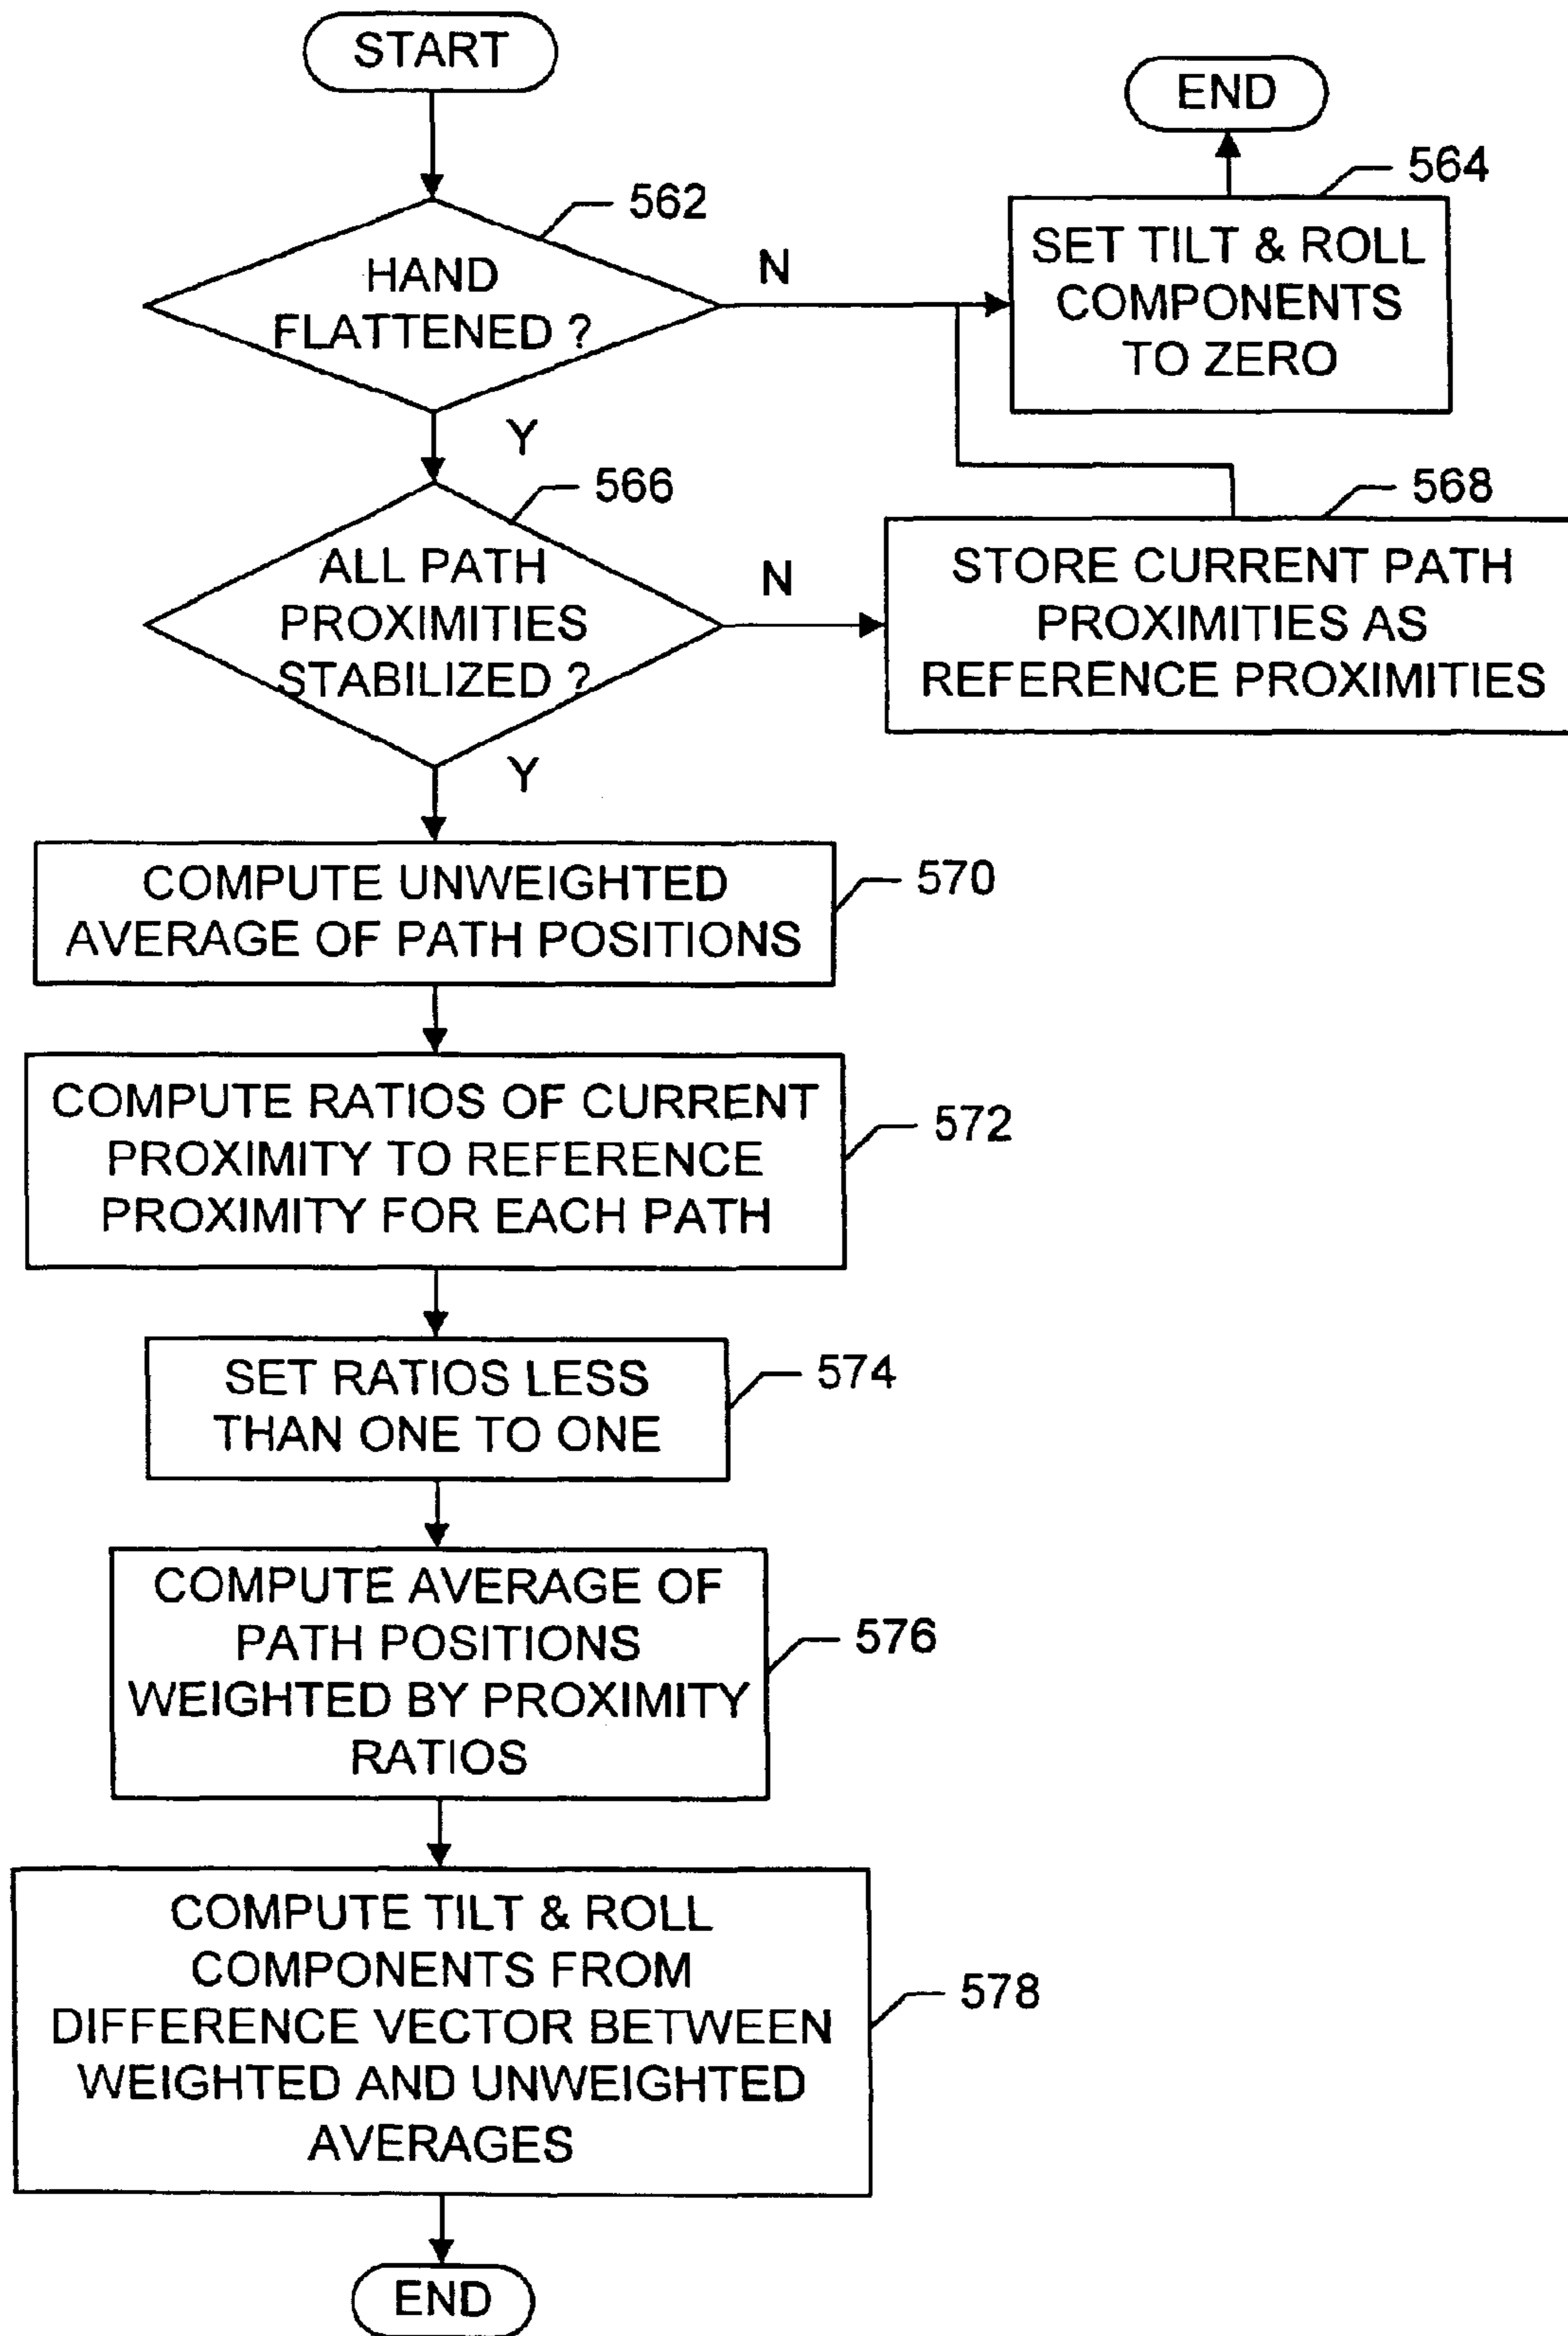 START
END
562
564
HAND
FLATTENED ?
N
SET TILT & ROLL
COMPONENTS
TO ZERO
Y
566
568
ALL PATH
PROXIMITIES
STABILIZED ?
N
STORE CURRENT PATH
PROXIMITIES AS
REFERENCE PROXIMITIES
Y
COMPUTE UNWEIGHTED
AVERAGE OF PATH POSITIONS
570
COMPUTE RATIOS OF CURRENT
PROXIMITY TO REFERENCE
PROXIMITY FOR EACH PATH
572
SET RATIOS LESS
THAN ONE TO ONE
574
COMPUTE AVERAGE OF
PATH POSITIONS
WEIGHTED BY PROXIMITY
RATIOS
576
COMPUTE TILT & ROLL
COMPONENTS FROM
DIFFERENCE VECTOR BETWEEN
WEIGHTED AND UNWEIGHTED
AVERAGES
578
END